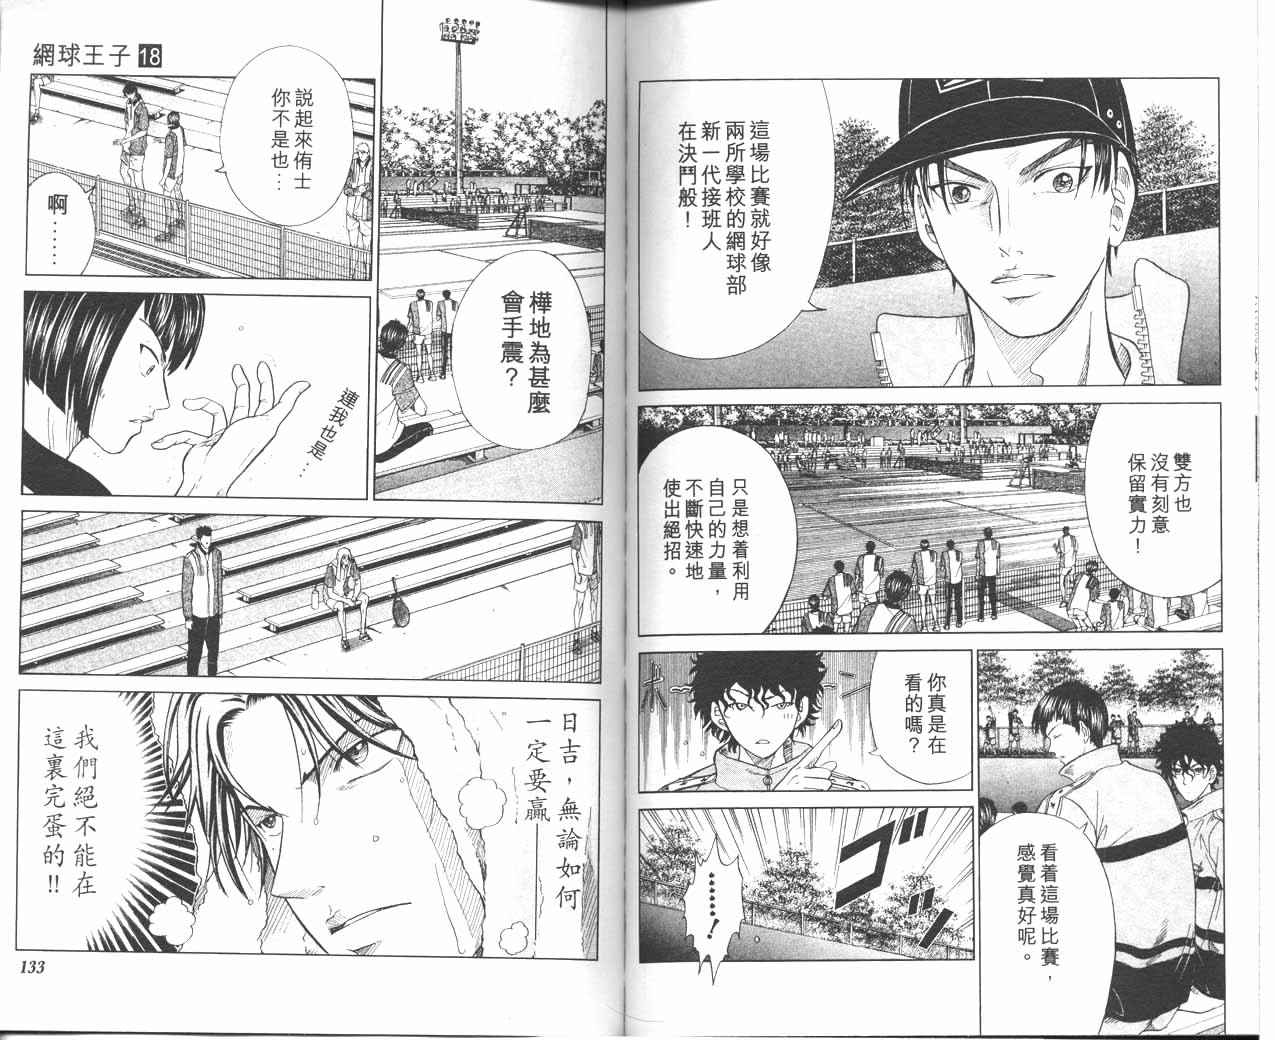 這場比賽就好像
兩所學校的網球部
新一代接班人
在決鬥般！
雙方也
沒有刻意
保留實力！
只是想着利用
自己的力量，
不斷快速地
使出絕招。
看着這場比賽，
感覺真好呢。
你真是在
看的嗎？
ゴゴ
……！
網球王子 18
樺地為甚麼
會手震？
說起來侑士
你不是也…
啊……
連我也是…
日吉，無論如何
一定要贏——
我們絕不能在
這裏完蛋的!!
133